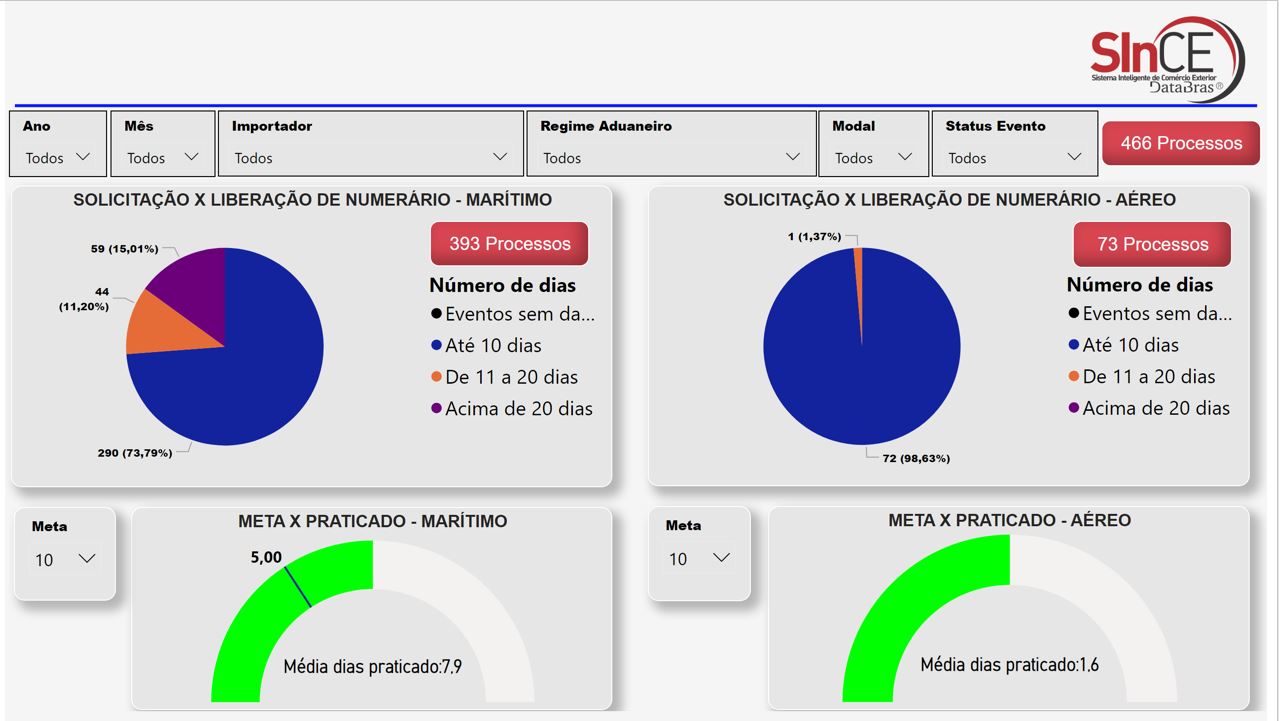 SInCE
Sistema Inteligente de Comércio Exterior
DataBras®
Ano
Todos
Mês
Todos
Importador
Todos
Regime Aduaneiro
Todos
Modal
Todos
Status Evento
Todos
466 Processos
SOLICITAÇÃO X LIBERAÇÃO DE NUMERÁRIO - MARÍTIMO
393 Processos
59 (15,01%)
44
(11,20%)
290 (73,79%)
Número de dias
Eventos sem da...
Até 10 dias
De 11 a 20 dias
Acima de 20 dias
SOLICITAÇÃO X LIBERAÇÃO DE NUMERÁRIO - AÉREO
73 Processos
1 (1,37%)
72 (98,63%)
Número de dias
Eventos sem da...
Até 10 dias
De 11 a 20 dias
Acima de 20 dias
Meta
10
META X PRATICADO - MARÍTIMO
5,00
Média dias praticado:7,9
Meta
10
META X PRATICADO - AÉREO
Média dias praticado:1,6